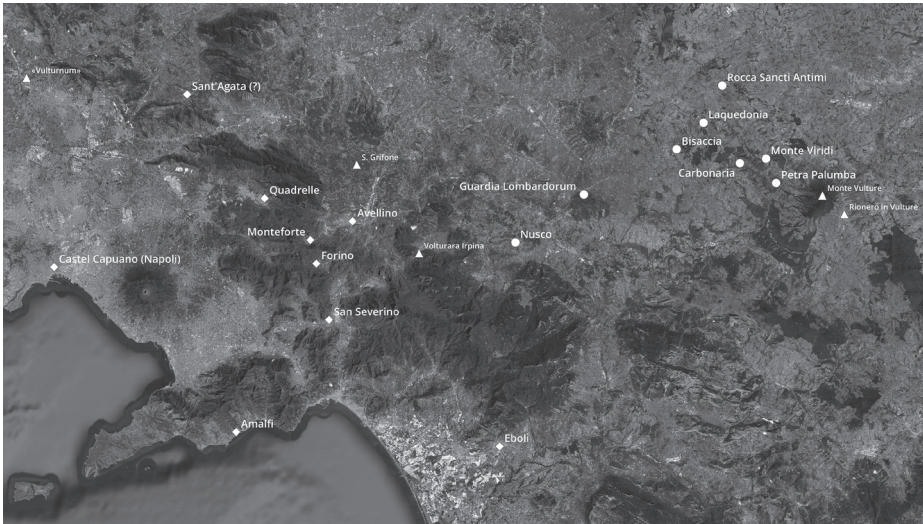 «Vulturnum»
Rocca Sancti Antimi
Sant'Agata (?)
Laquedonia
Bisaccia
Monte Viridi
S. Grifone
Carbonaria
Petra Palumba
Guardia Lombardorum
Quadrelle
Monte Vulture
Rionero in Vulture
Avellino
Monteforte
Nusco
Volturara Irpina
Forino
Castel Capuano (Napoli)
San Severino
Amalfi
Eboli